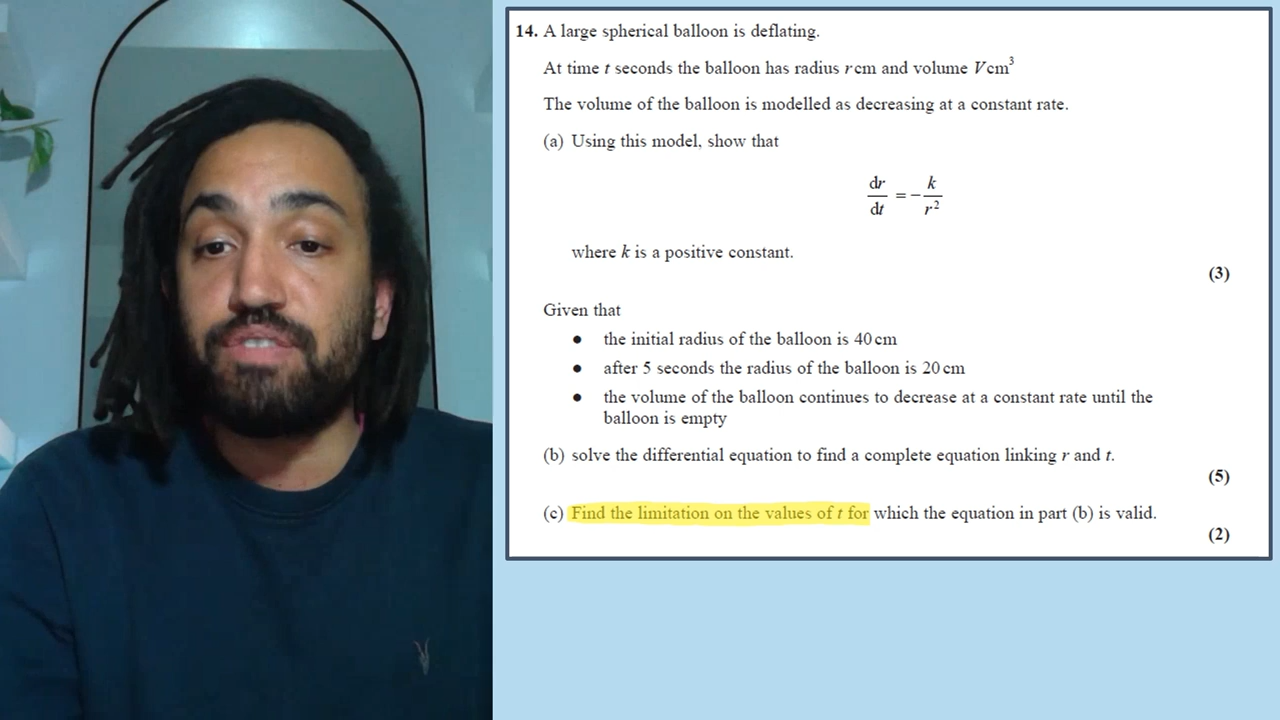 14. A large spherical balloon is deflating.
At time t seconds the balloon has radius r cm and volume V cm³
The volume of the balloon is modelled as decreasing at a constant rate.
(a) Using this model, show that
dr/dt = −k/r²
where k is a positive constant.
(3)
Given that
• the initial radius of the balloon is 40 cm
• after 5 seconds the radius of the balloon is 20 cm
• the volume of the balloon continues to decrease at a constant rate until the
balloon is empty
(b) solve the differential equation to find a complete equation linking r and t.
(5)
(c) Find the limitation on the values of t for which the equation in part (b) is valid.
(2)